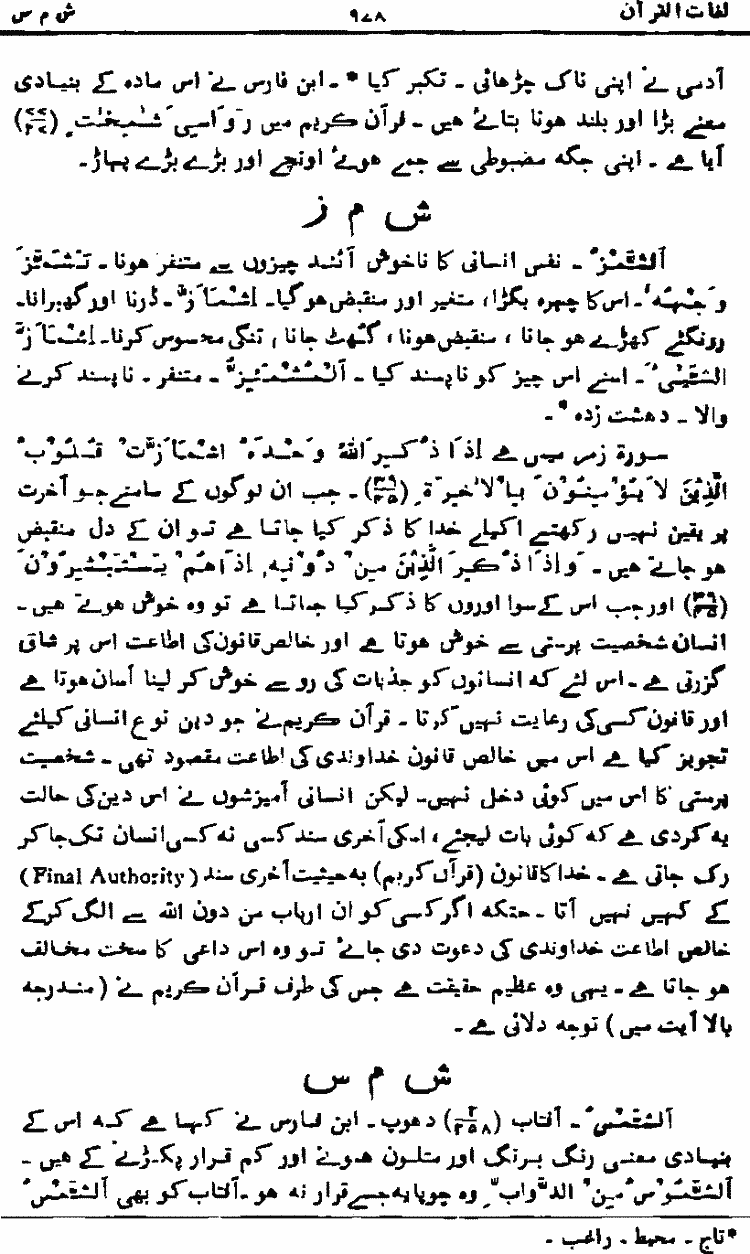 لغات القرآن ۹۷۸ ش م س
آدمی نے اپنی ناک چڑھائی ۔ تکبر کیا * ۔ ابن فارس نے اس مادہ کے بنیادی
معنے بڑا اور بلند ہونا بتائے ہیں ۔ قرآن کریم میں رَوَاسِیَ شٰمِخٰتٍ (۷۷/۲۷)
آیا ہے ۔ اپنی جگہ مضبوطی سے جمے ہوئے اونچے اور بڑے بڑے پہاڑ۔
ش م ز
اَلشَّمْزُ ۔ نفس انسانی کا ناخوش آئند چیزوں سے متنفر ہونا ۔ تَشَمَّزَ
وَجْہُہٗ ۔ اس کا چہرہ بگڑا، متغیر اور منقبض ہو گیا۔ اِشْمَاَزَّ ۔ ڈرنا اور گھبرانا۔
رونگٹے کھڑے ہو جانا ، منقبض ہونا ، گھٹ جانا ، تنگی محسوس کرنا۔ اِشْمَاَزَّ
الشَّیْیَٔ ۔ اسنے اس چیز کو ناپسند کیا ۔ اَلْمُشْمَئِزُّ ۔ متنفر ۔ ناپسند کرنے
والا ۔ دہشت زدہ * ۔
سورۃ زمر میں ہے اِذَا ذُکِرَ اللہُ وَحْدَہُ اشْمَاَزَّتْ قُلُوْبُ
الَّذِیْنَ لَا یُؤْمِنُوْنَ بِالْاٰخِرَۃِ (۳۹/۴۵) ۔ جب ان لوگوں کے سامنے جو آخرت
پر یقین نہیں رکھتے اکیلے خدا کا ذکر کیا جاتا ہے تو ان کے دل منقبض
ہو جاتے ہیں ۔ وَاِذَا ذُکِرَ الَّذِیْنَ مِنْ دُوْنِہٖ اِذَا ہُمْ یَسْتَبْشِرُوْنَ
(۳۹/۴۵) اور جب اس کے سوا اوروں کا ذکر کیا جاتا ہے تو وہ خوش ہوتے ہیں ۔
انسان شخصیت پرستی سے خوش ہوتا ہے اور خالص قانون کی اطاعت اس پر شاق
گزرتی ہے ۔ اس لئے کہ انسانوں کو جذبات کی رو سے خوش کر لینا آسان ہوتا ہے
اور قانون کسی کی رعایت نہیں کرتا ۔ قرآن کریم نے جو دین نوع انسانی کیلئے
تجویز کیا ہے اس میں خالص قانون خداوندی کی اطاعت مقصود تھی ۔ شخصیت
پرستی کا اس میں کوئی دخل نہیں۔ لیکن انسانی آمیزشوں نے اس دین کی حالت
یہ کر دی ہے کہ کوئی بات لیجئے ، اسکی آخری سند کسی نہ کسی انسان تک جا کر
رک جاتی ہے ۔ خدا کا قانون (قرآن کریم) بہ حیثیت آخری سند (Final Authority)
کے کہیں نہیں آتا ۔ حتکہ اگر کسی کو ان ارباب من دون اللہ سے الگ کر کے
خالص اطاعت خداوندی کی دعوت دی جائے تو وہ اس داعی کا سخت مخالف
ہو جاتا ہے ۔ یہی وہ عظیم حقیقت ہے جس کی طرف قرآن کریم نے (مندرجہ
بالا آیت میں) توجہ دلائی ہے ۔
ش م س
اَلشَّمْسُ ۔ آفتاب (۲/۲۵۸) دھوپ ۔ ابن فارس نے کہا ہے کہ اس کے
بنیادی معنی رنگ برنگ اور متلون ہونے اور کم قرار پکڑنے کے ہیں ۔
اَلشَّمُوْسُ مِنَ الدَّوَابِّ وہ چوپایہ جسے قرار نہ ہو ۔ آفتاب کو بھی اَلشَّمْسُ
*تاج ۔ محیط ۔ راغب ۔